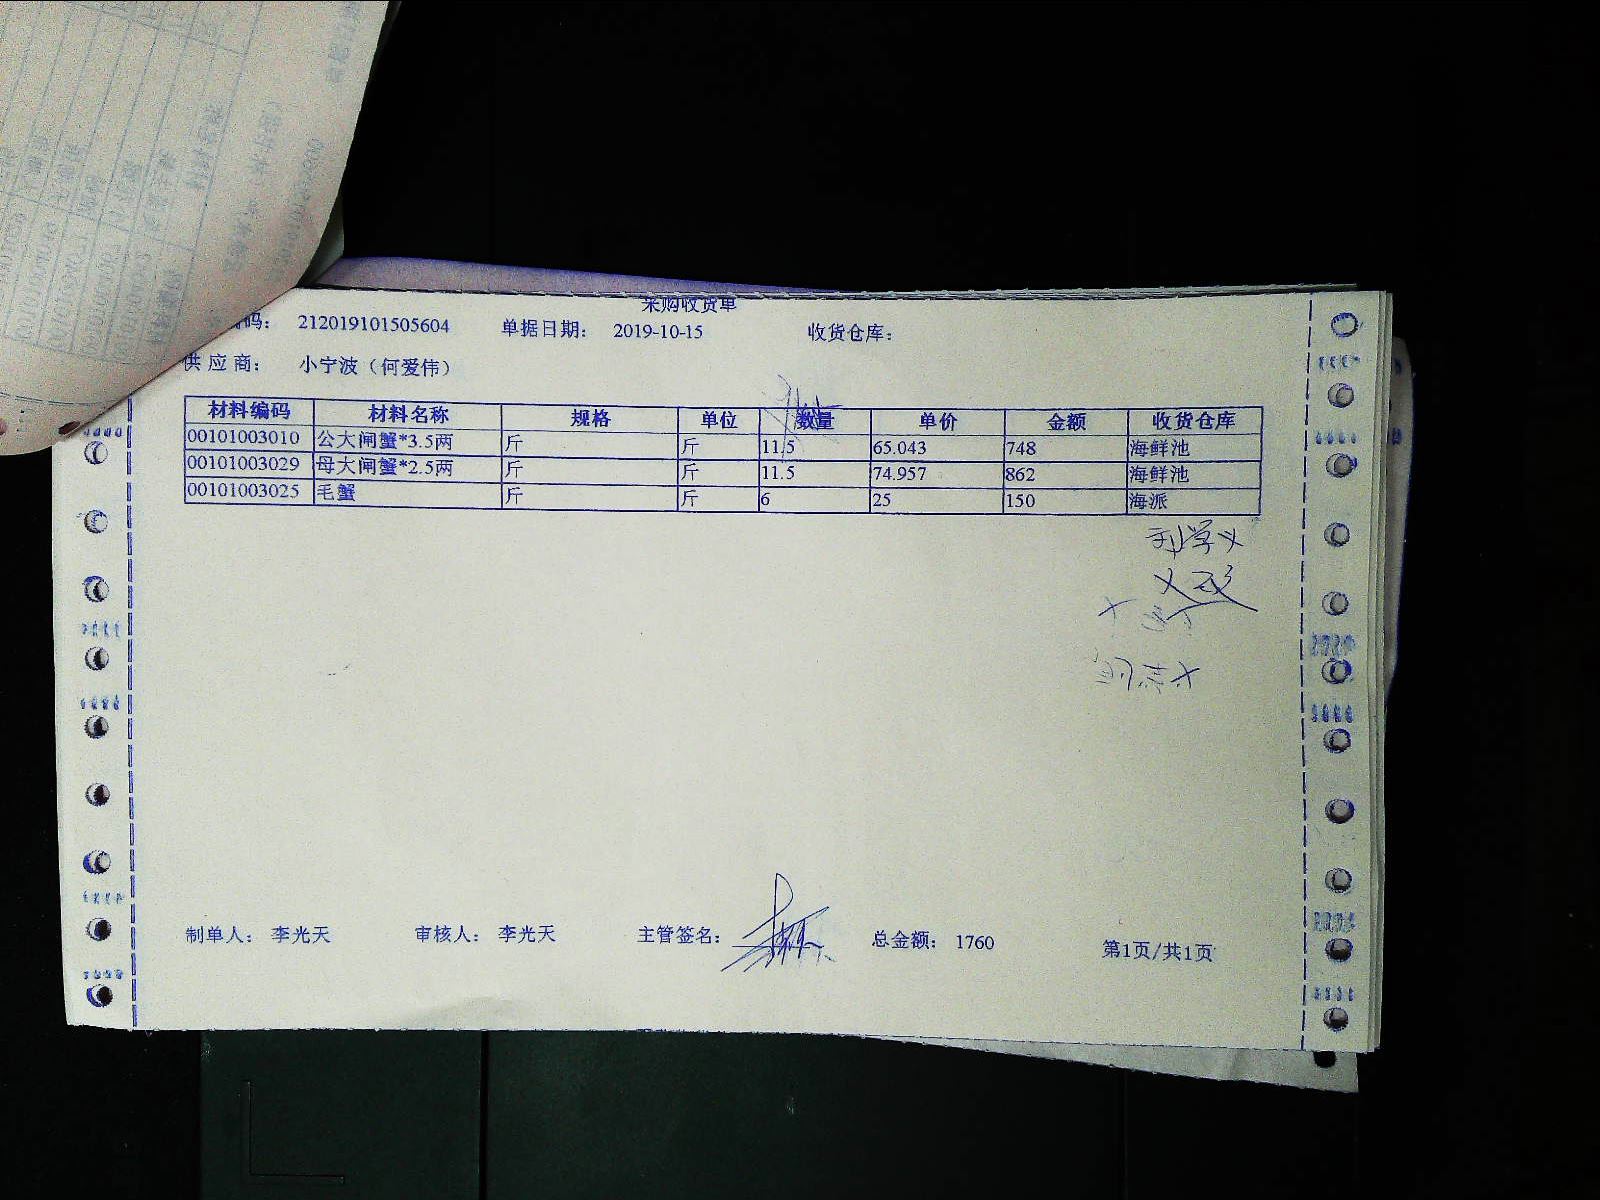 采购收货单
码： 212019101505604 单据日期： 2019-10-15 收货仓库：
供应商： 小宁波（何爱伟）
材料编码 材料名称 规格 单位 数量 单价 金额 收货仓库
00101003010 公大闸蟹*3.5两 斤 斤 11.5 65.043 748 海鲜池
00101003029 母大闸蟹*2.5两 斤 斤 11.5 74.957 862 海鲜池
00101003025 毛蟹 斤 斤 6 25 150 海派
制单人： 李光天 审核人： 李光天 主管签名： 总金额： 1760 第1页/共1页